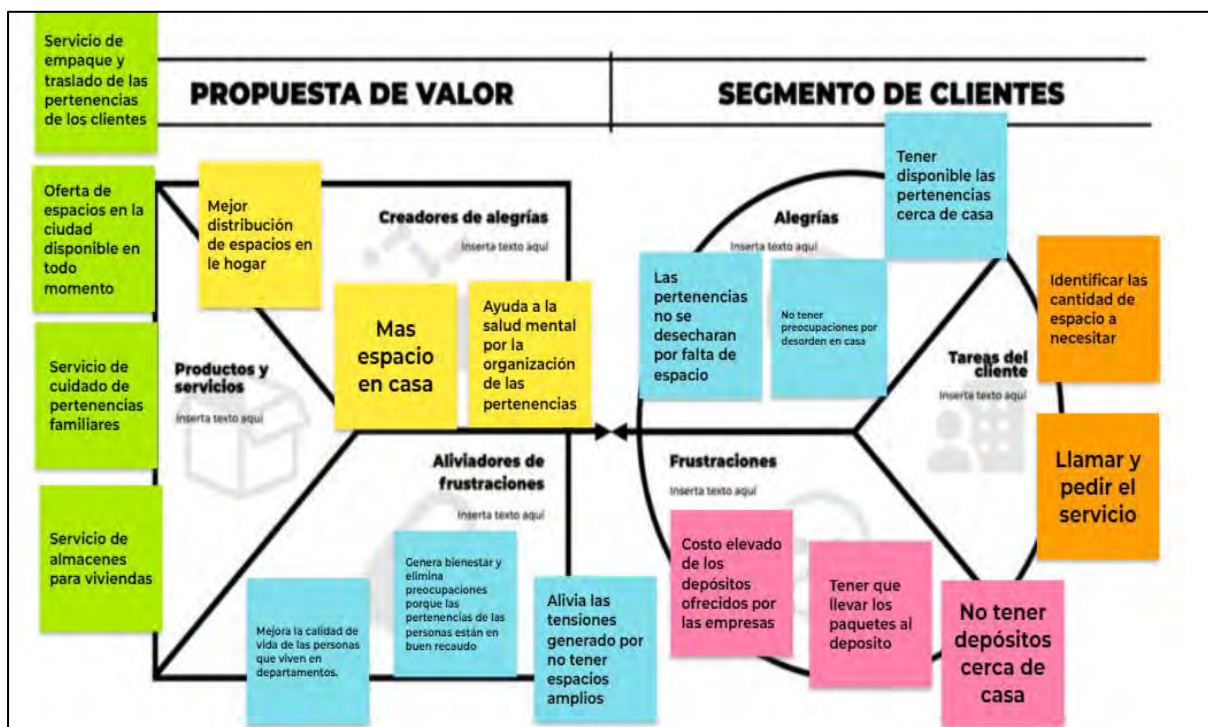 Servicio de
empaque y
traslado de las
pertenencias
de los clientes
PROPUESTA DE VALOR
SEGMENTO DE CLIENTES
Oferta de
espacios en la
ciudad
disponible en
todo
momento
Mejor
distribución
de espacios en
le hogar
Creadores de alegrías
Inserta texto aquí
Mas
espacio
en casa
Ayuda a la
salud mental
por la
organización
de las
pertenencias
Servicio de
cuidado de
pertenencias
familiares
Productos y
servicios
Inserta texto aquí
Servicio de
almacenes
para viviendas
Aliviadores de
frustraciones
Inserta texto aquí
Mejora la calidad de
vida de las personas
que viven en
departamentos.
Genera bienestar y
elimina
preocupaciones
porque las
pertenencias de las
personas están en
buen recaudo
Alivia las
tensiones
generado por
no tener
espacios
amplios
Alegrías
Inserta texto aquí
Tener
disponible las
pertenencias
cerca de casa
Las
pertenencias
no se
desecharan
por falta de
espacio
No tener
preocupaciones por
desorden en casa
Identificar las
cantidad de
espacio a
necesitar
Tareas del
cliente
Inserta texto aquí
Llamar y
pedir el
servicio
Frustraciones
Inserta texto aquí
Costo elevado
de los
depósitos
ofrecidos por
las empresas
Tener que
llevar los
paquetes al
deposito
No tener
depósitos
cerca de
casa